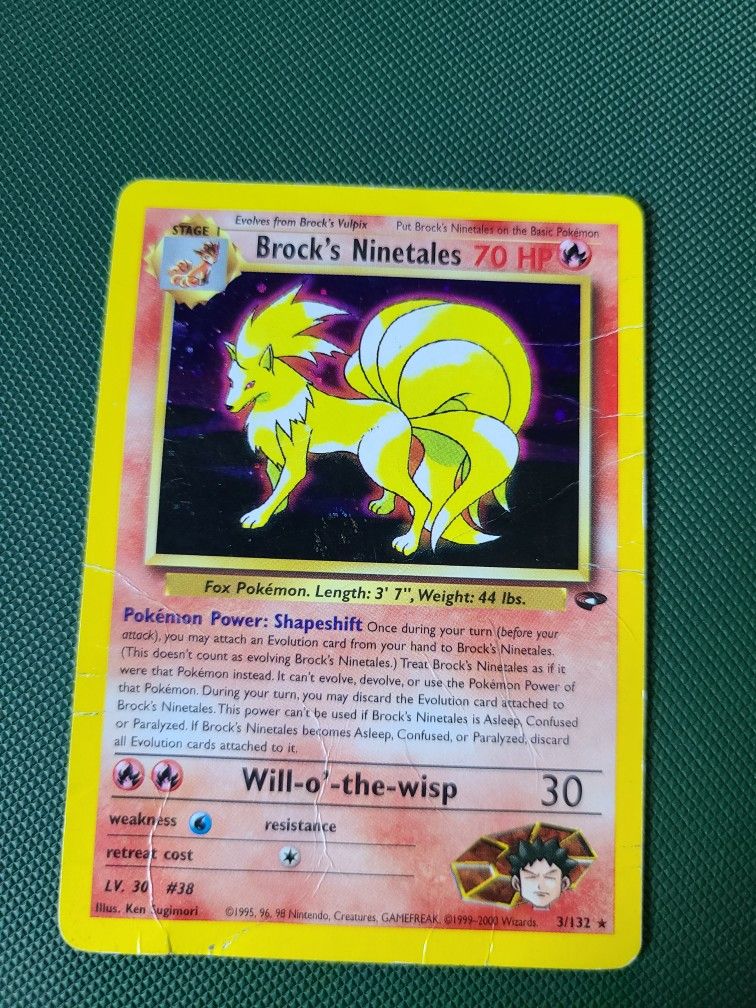 Evolves from Brock's Vulpix
Put Brock's Ninetales on the Basic Pokémon
STAGE 1
Brock's Ninetales 70 HP
Fox Pokémon. Length: 3' 7", Weight: 44 lbs.
Pokémon Power: Shapeshift Once during your turn (before your
attack), you may attach an Evolution card from your hand to Brock's Ninetales.
(This doesn't count as evolving Brock's Ninetales.) Treat Brock's Ninetales as if it
were that Pokémon instead. It can't evolve, devolve, or use the Pokémon Power of
that Pokémon. During your turn, you may discard the Evolution card attached to
Brock's Ninetales. This power can't be used if Brock's Ninetales is Asleep, Confused
or Paralyzed. If Brock's Ninetales becomes Asleep, Confused, or Paralyzed, discard
all Evolution cards attached to it.
Will-o'-the-wisp 30
weakness
resistance
retreat cost
LV. 30 #38
Illus. Ken Sugimori
©1995, 96, 98 Nintendo, Creatures, GAMEFREAK. ©1999-2000 Wizards.
3/132 ★